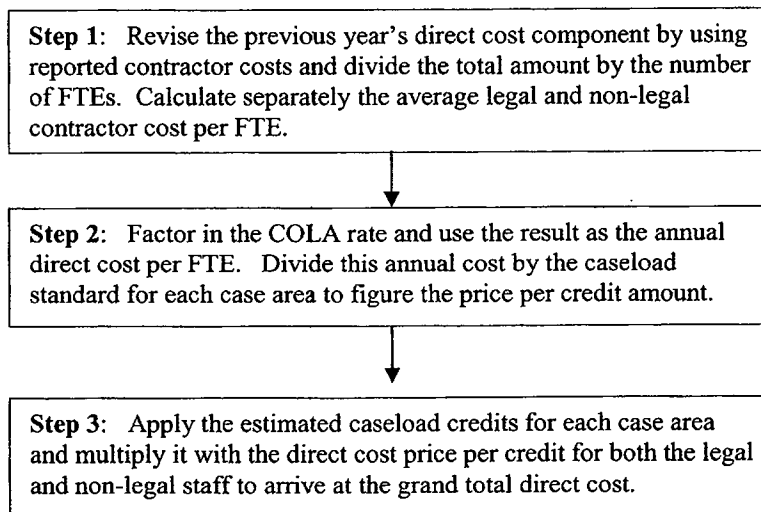 Step 1: Revise the previous year's direct cost component by using
reported contractor costs and divide the total amount by the number
of FTEs. Calculate separately the average legal and non-legal
contractor cost per FTE.
Step 2: Factor in the COLA rate and use the result as the annual
direct cost per FTE. Divide this annual cost by the caseload
standard for each case area to figure the price per credit amount.
Step 3: Apply the estimated caseload credits for each case area
and multiply it with the direct cost price per credit for both the legal
and non-legal staff to arrive at the grand total direct cost.